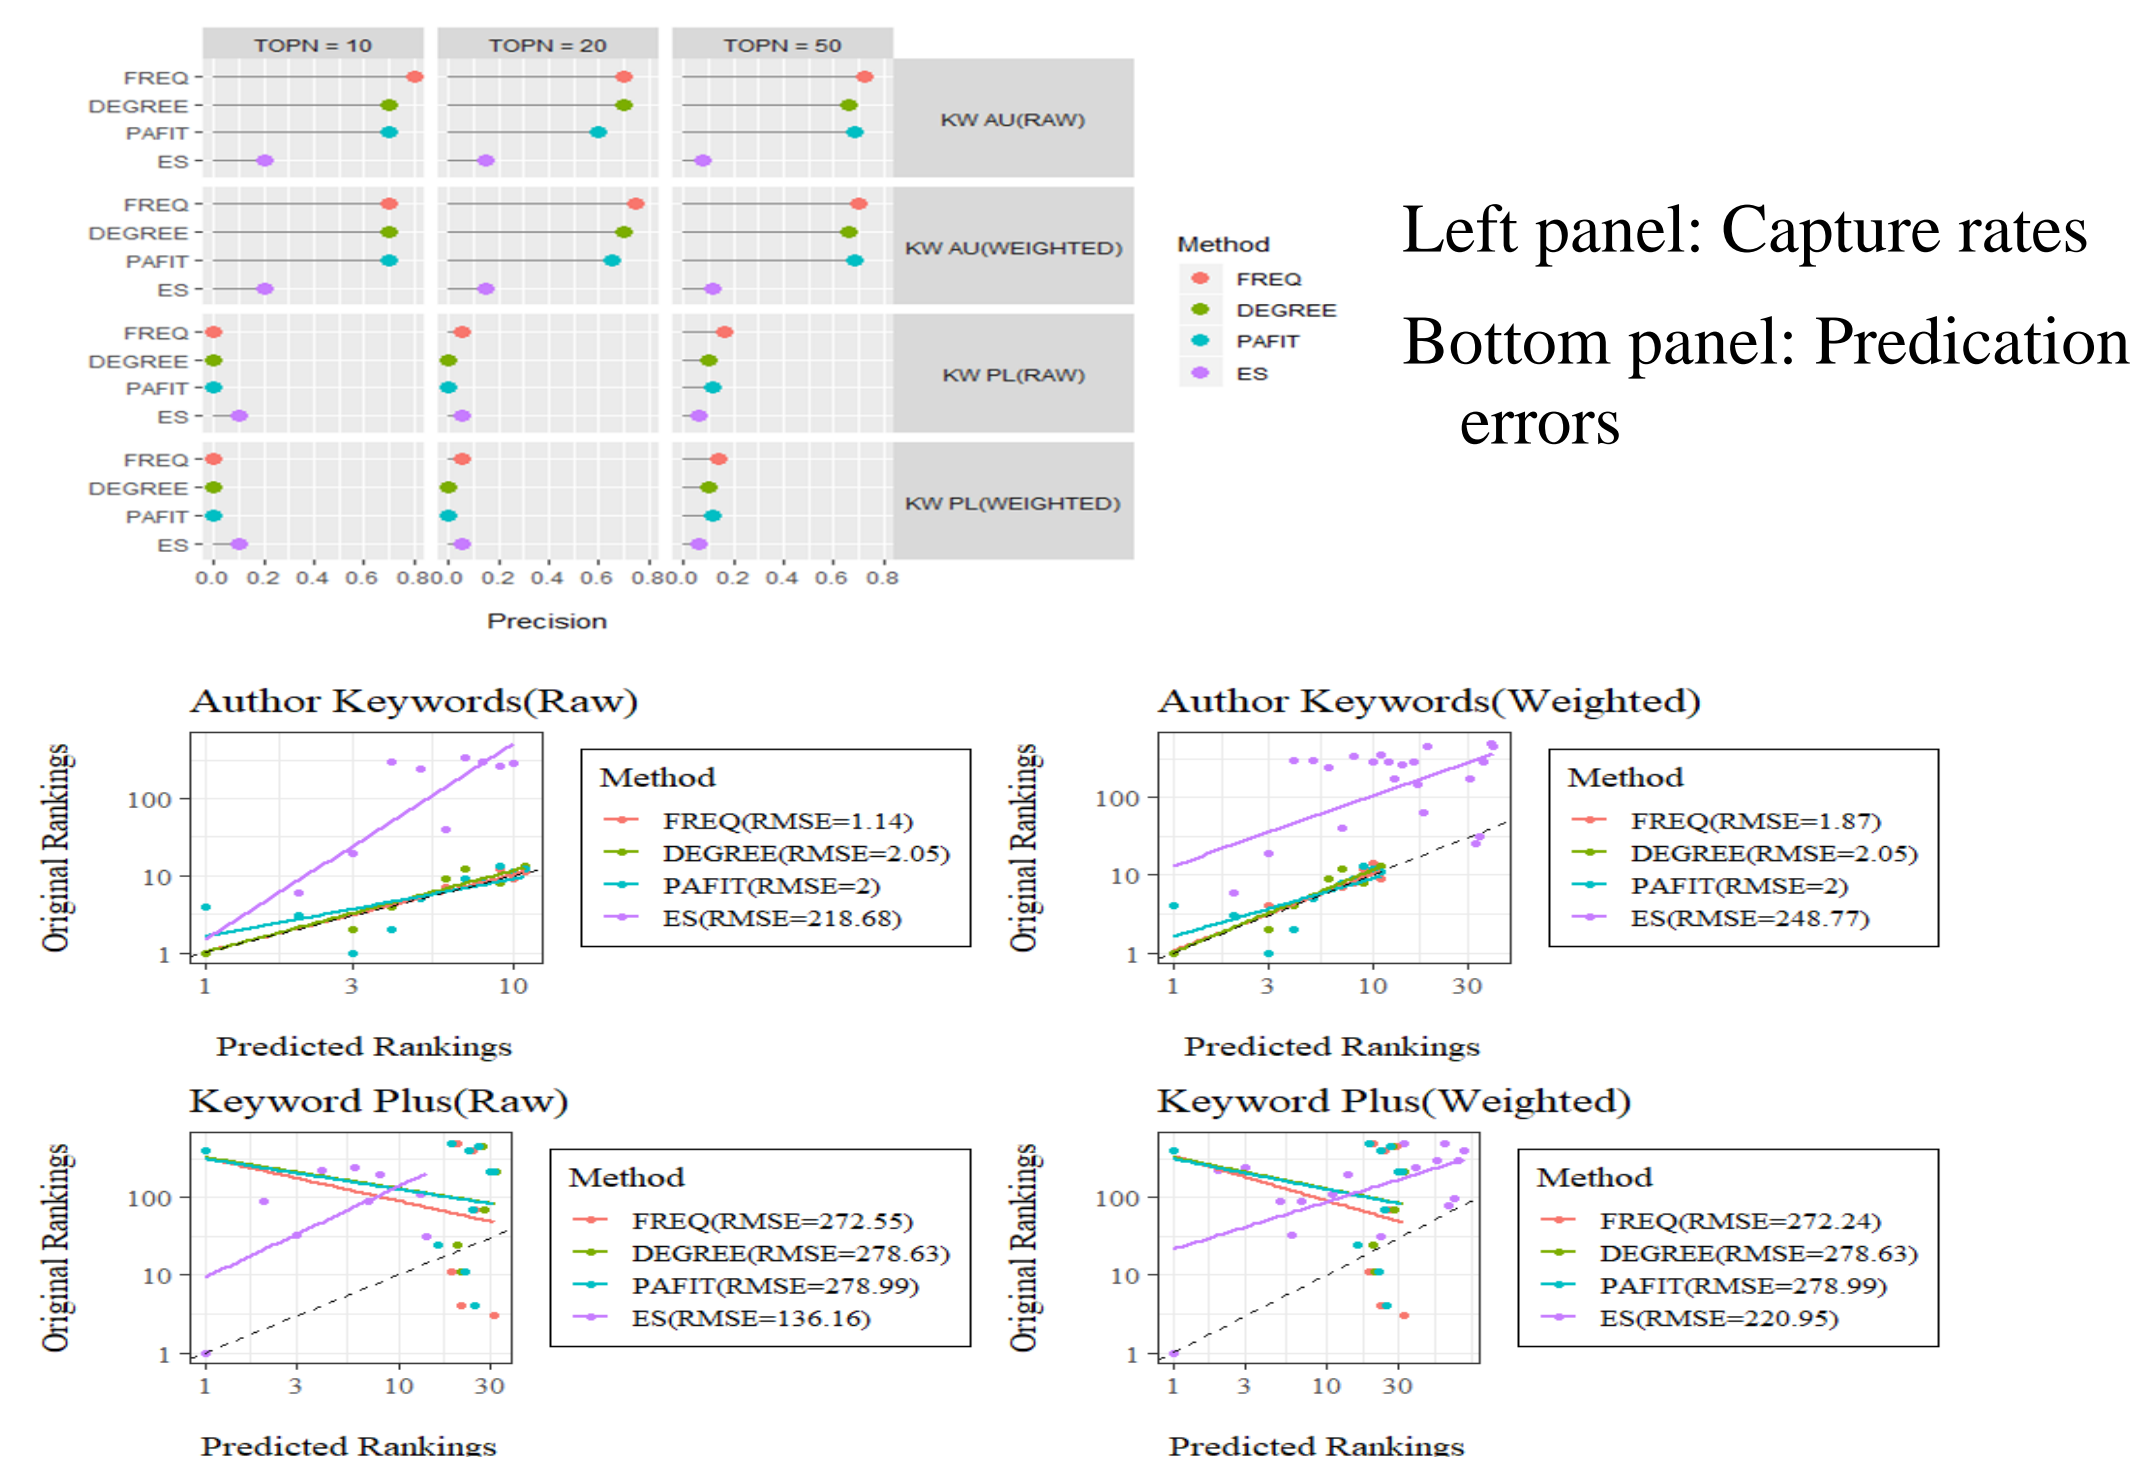 TOPN = 10 TOPN = 20 TOPN = 50
FREQ
DEGREE
PAFIT
ES
KW AU(RAW)
FREQ
DEGREE
PAFIT
ES
KW AU(WEIGHTED)
FREQ
DEGREE
PAFIT
ES
KW PL(RAW)
FREQ
DEGREE
PAFIT
ES
KW PL(WEIGHTED)
0.0 0.2 0.4 0.6 0.8 0.0 0.2 0.4 0.6 0.8 0.0 0.2 0.4 0.6 0.8
Precision
Method
FREQ
DEGREE
PAFIT
ES
Left panel: Capture rates
Bottom panel: Predication
errors
Author Keywords(Raw)
Original Rankings
100
10
1
1 3 10
Predicted Rankings
Method
FREQ(RMSE=1.14)
DEGREE(RMSE=2.05)
PAFIT(RMSE=2)
ES(RMSE=218.68)
Author Keywords(Weighted)
Original Rankings
100
10
1
1 3 10 30
Predicted Rankings
Method
FREQ(RMSE=1.87)
DEGREE(RMSE=2.05)
PAFIT(RMSE=2)
ES(RMSE=248.77)
Keyword Plus(Raw)
Original Rankings
100
10
1
1 3 10 30
Predicted Rankings
Method
FREQ(RMSE=272.55)
DEGREE(RMSE=278.63)
PAFIT(RMSE=278.99)
ES(RMSE=136.16)
Keyword Plus(Weighted)
Original Rankings
100
10
1
1 3 10 30
Predicted Rankings
Method
FREQ(RMSE=272.24)
DEGREE(RMSE=278.63)
PAFIT(RMSE=278.99)
ES(RMSE=220.95)